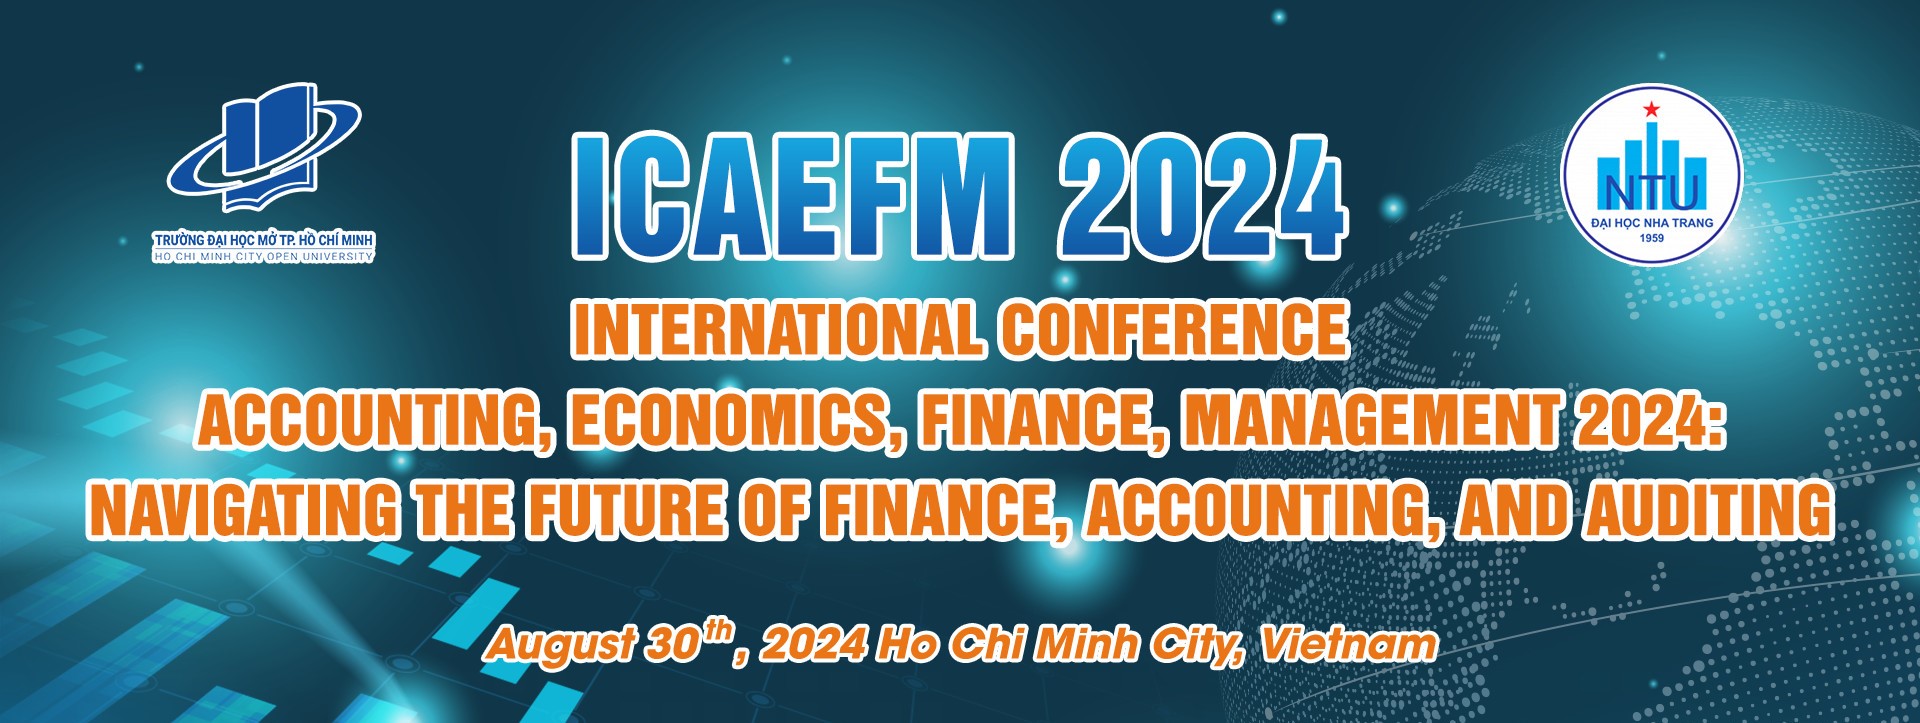 TRƯỜNG ĐẠI HỌC MỞ TP. HỒ CHÍ MINH
HO CHI MINH CITY OPEN UNIVERSITY
NTU
ĐẠI HỌC NHA TRANG
1959
ICAEFM 2024
INTERNATIONAL CONFERENCE
ACCOUNTING, ECONOMICS, FINANCE, MANAGEMENT 2024:
NAVIGATING THE FUTURE OF FINANCE, ACCOUNTING, AND AUDITING
August 30th, 2024 Ho Chi Minh City, Vietnam